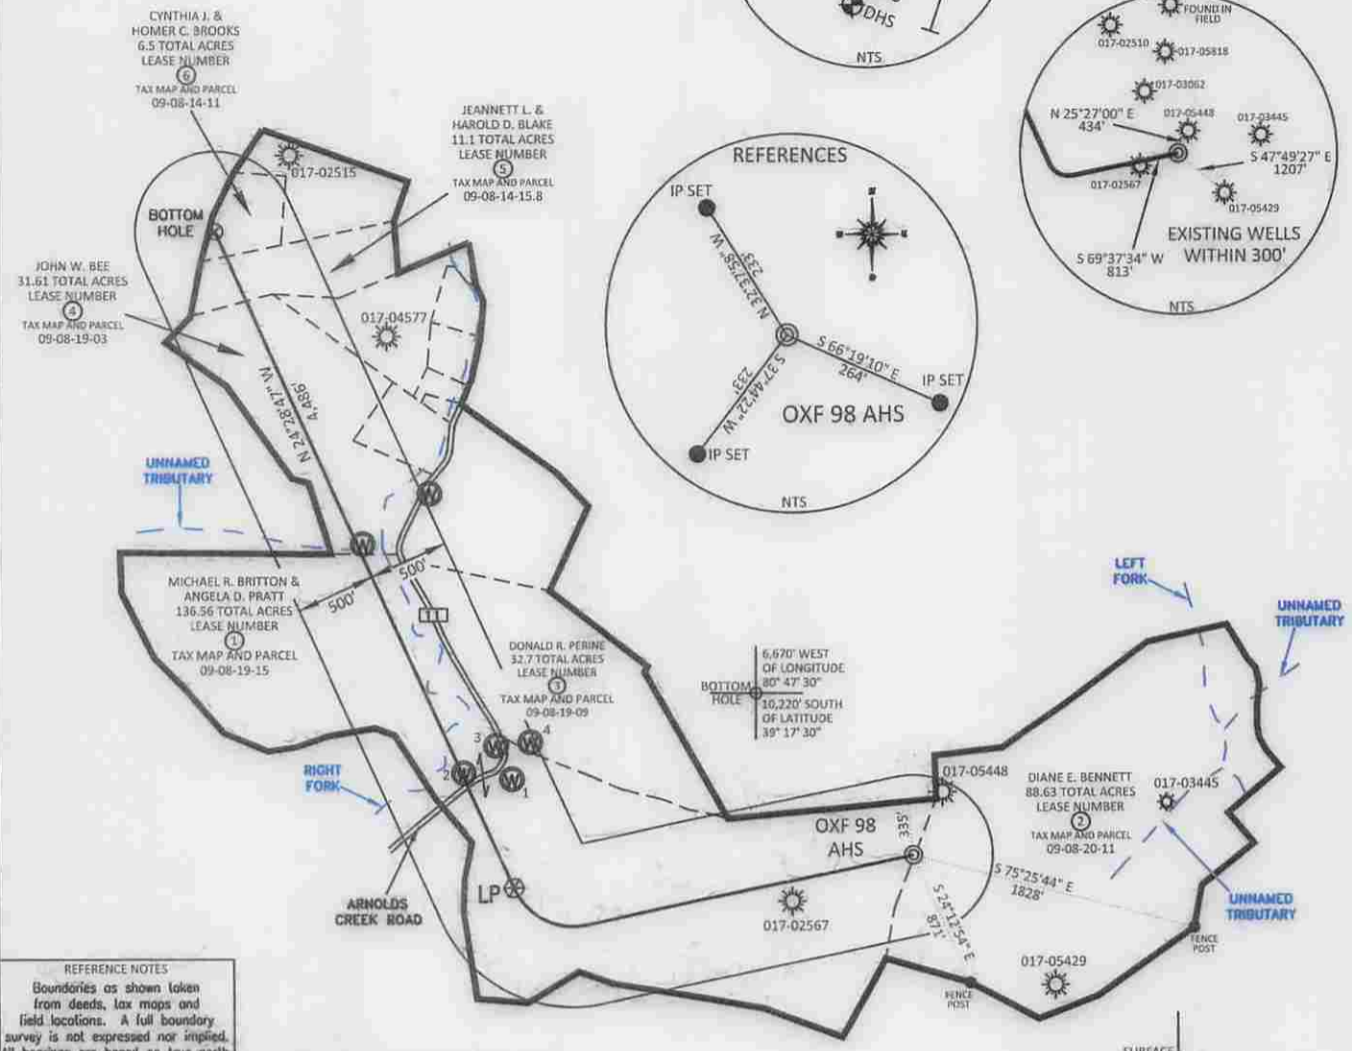 CYNTHIA J. &
HOMER C. BROOKS
6.5 TOTAL ACRES
LEASE NUMBER
6
TAX MAP AND PARCEL
09-08-14-11
017-02515
JEANNETT L. &
HAROLD D. BLAKE
11.1 TOTAL ACRES
LEASE NUMBER
5
TAX MAP AND PARCEL
09-08-14-15.8
BOTTOM
HOLE
JOHN W. BEE
31.61 TOTAL ACRES
LEASE NUMBER
4
TAX MAP AND PARCEL
09-08-19-03
017-04577
N 24°28'47" W
4,486'
DHS
NTS
REFERENCES
IP SET
N 32°37'58" W
233'
S 66°19'10" E
264'
IP SET
S 37°44'22" W
233'
OXF 98 AHS
IP SET
NTS
FOUND IN
FIELD
017-02510
017-05818
017-03062
N 25°27'00" E
434'
017-05448
017-03445
S 47°49'27" E
1207'
017-02567
017-05429
EXISTING WELLS
WITHIN 300'
S 69°37'34" W
813'
NTS
UNNAMED
TRIBUTARY
W
W
500'
500'
MICHAEL R. BRITTON &
ANGELA D. PRATT
136.56 TOTAL ACRES
LEASE NUMBER
1
TAX MAP AND PARCEL
09-08-19-15
DONALD R. PERINE
32.7 TOTAL ACRES
LEASE NUMBER
3
TAX MAP AND PARCEL
09-08-19-09
BOTTOM
HOLE
6,670' WEST
OF LONGITUDE
80° 47' 30"
10,220' SOUTH
OF LATITUDE
39° 17' 30"
LEFT
FORK
UNNAMED
TRIBUTARY
3
W
W
4
2
W
W
1
RIGHT
FORK
ARNOLDS
CREEK ROAD
LP
017-05448
OXF 98
AHS
335'
DIANE E. BENNETT
88.63 TOTAL ACRES
LEASE NUMBER
2
TAX MAP AND PARCEL
09-08-20-11
017-03445
S 75°25'44" E
1828'
S 24°12'54" E
871'
UNNAMED
TRIBUTARY
017-02567
FENCE
POST
017-05429
FENCE
POST
REFERENCE NOTES
Boundaries as shown taken
from deeds, tax maps and
field locations. A full boundary
survey is not expressed nor implied.
bearings are based on true north
SURFACE